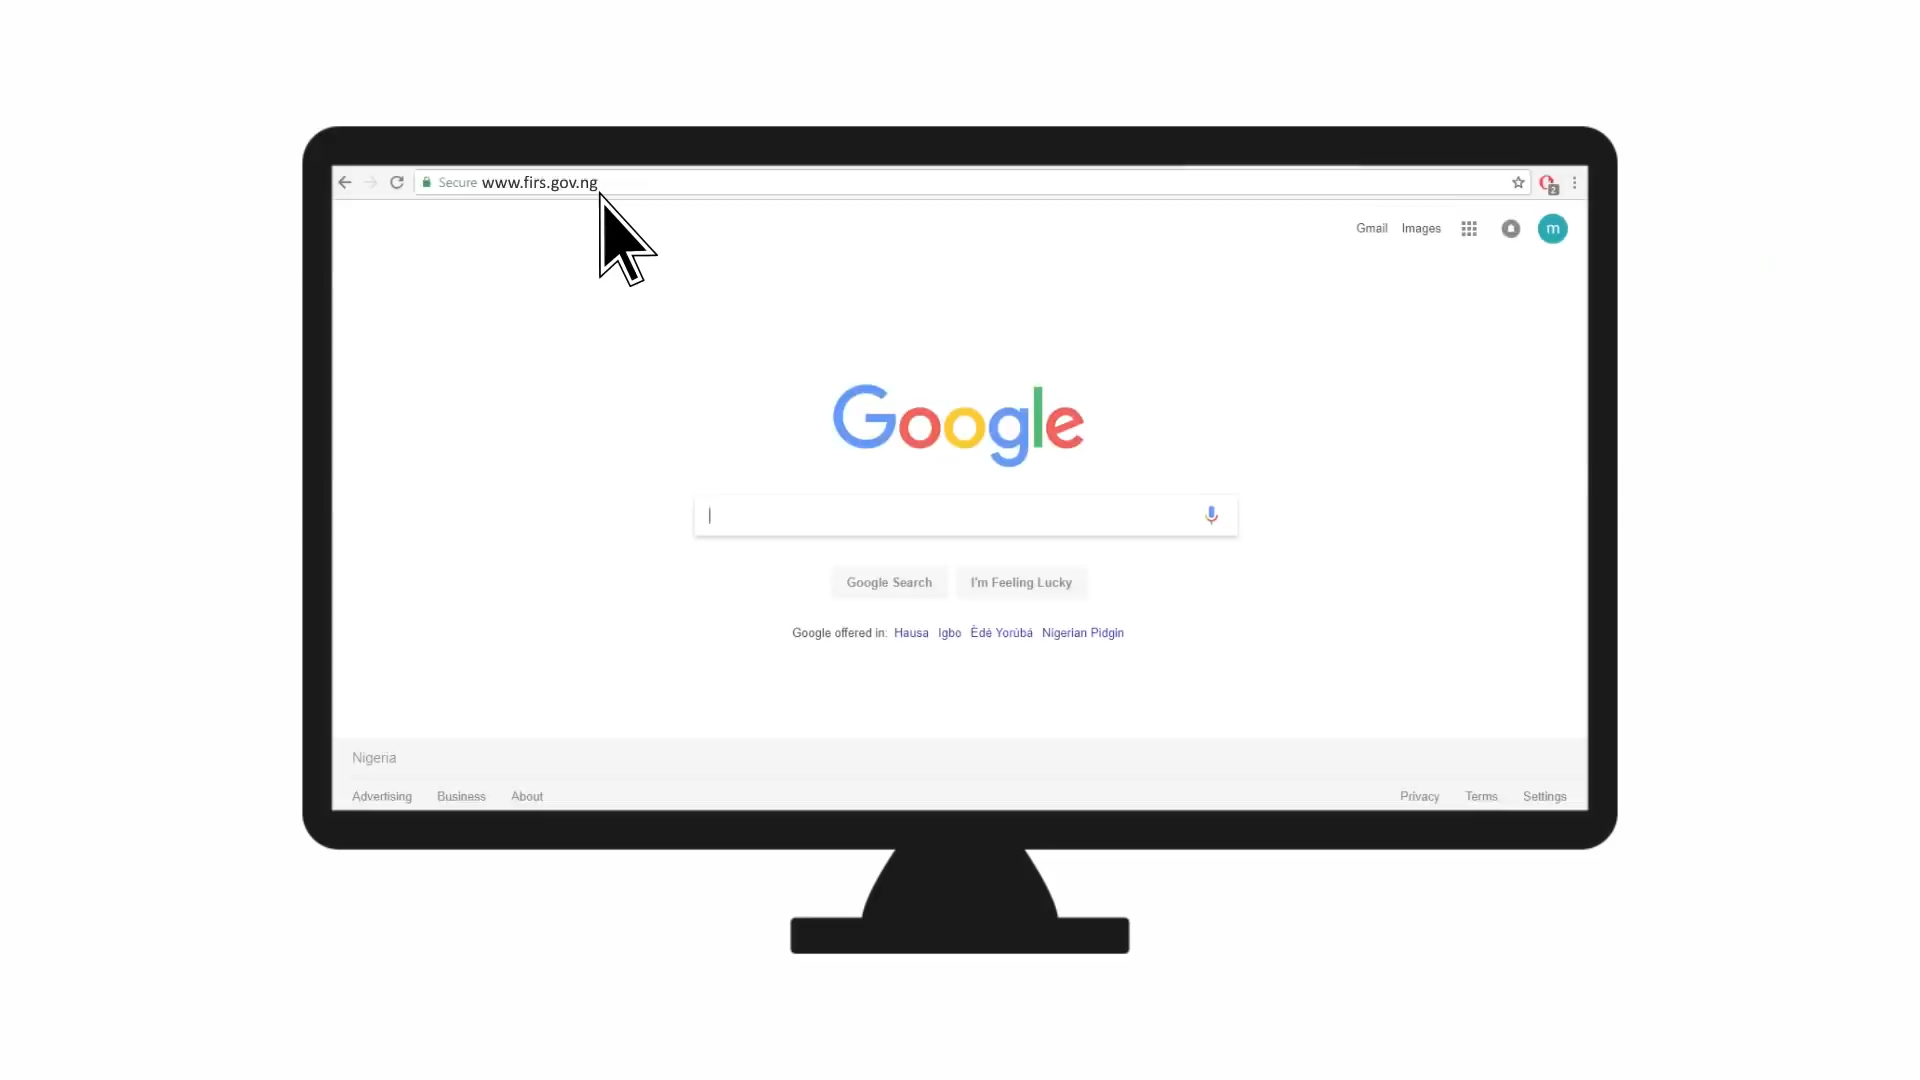 Secure www.firs.gov.ng
2
Gmail Images m
Google
Google Search I'm Feeling Lucky
Google offered in: Hausa Igbo Èdè Yorùbá Nigerian Pidgin
Nigeria
Advertising Business About Privacy Terms Settings